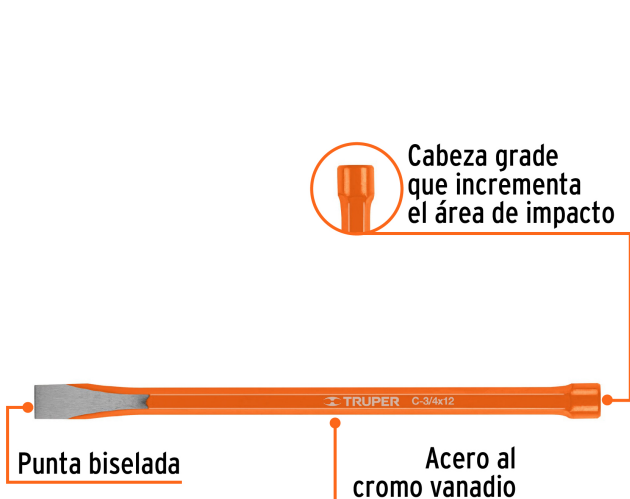 Cabeza grade
que incrementa
el área de impacto
TRUPER C-3/4x12
Punta biselada
Acero al
cromo vanadio